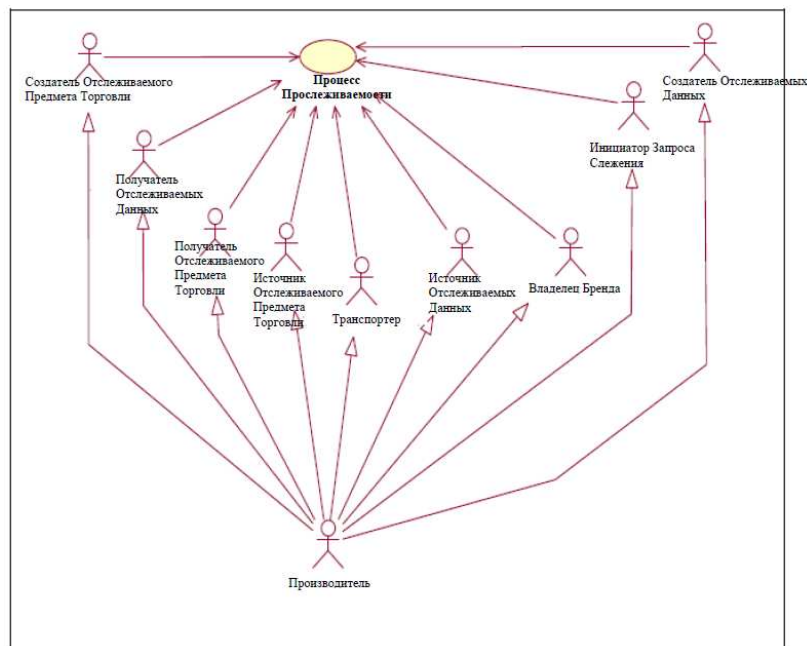 Процесс
Прослеживаемости
Создатель Отслеживаемого
Предмета Торговли
Создатель Отслеживаемых
Данных
Инициатор Запроса
Слежения
Получатель
Отслеживаемых
Данных
Получатель
Отслеживаемого
Предмета
Торговли
Источник
Отслеживаемого
Предмета
Торговли
Транспортер
Источник
Отслеживаемых
Данных
Владелец Бренда
Производитель